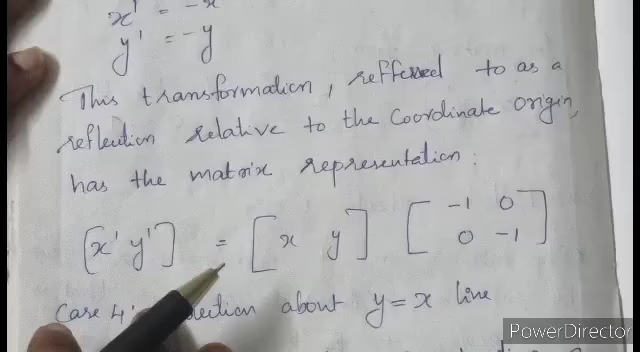 x' = -x
y' = -y
This transformation, reffered to as a
reflection relative to the coordinate origin,
has the matrix representation:
[x' y'] = [x y] [-1 0
0 -1]
Case 4: about y=x line
PowerDirector